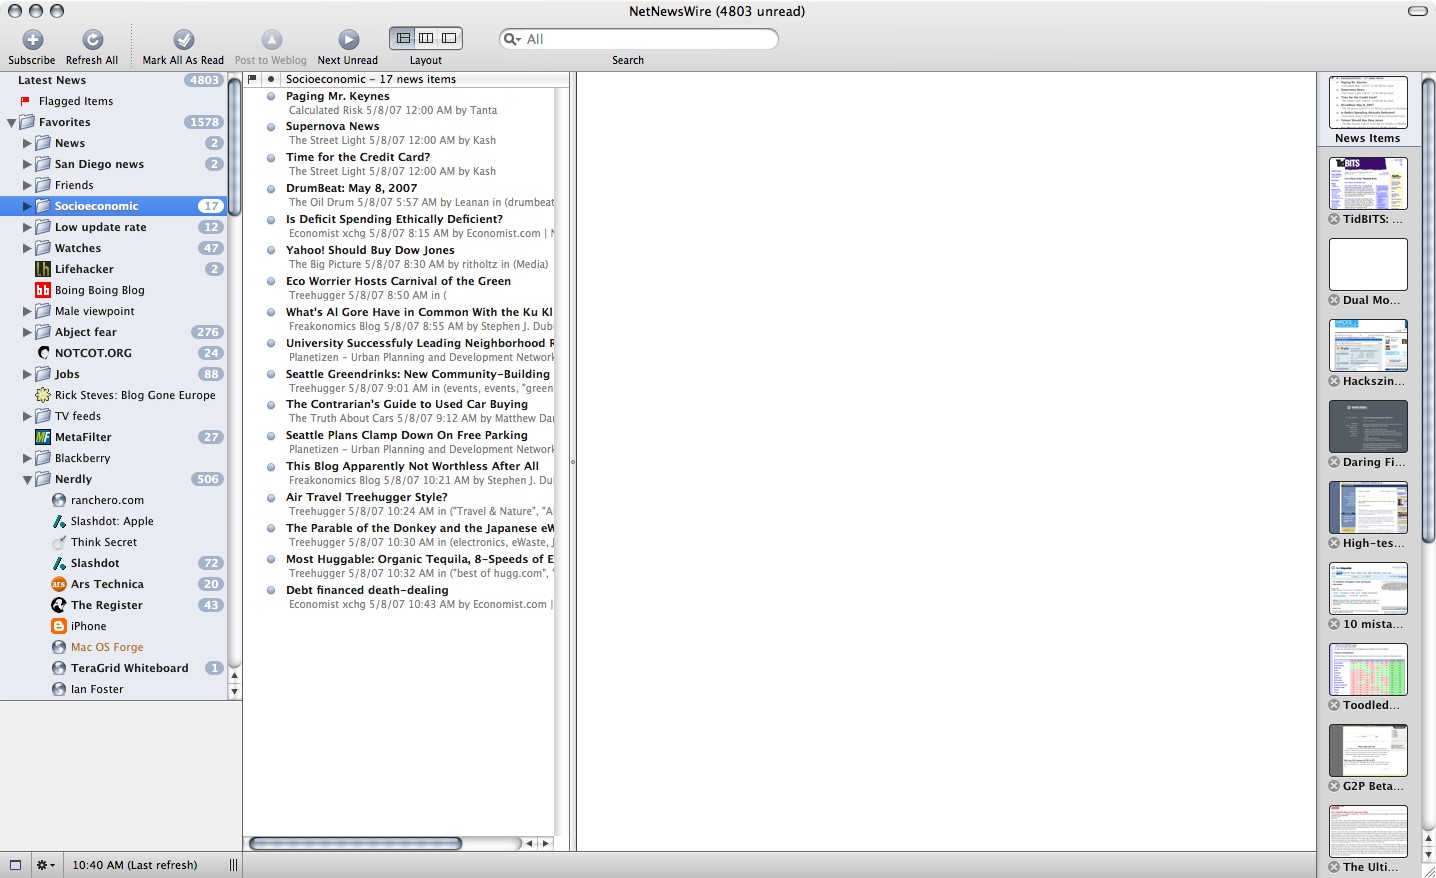 NetNewsWire (4803 unread)
Subscribe
Refresh All
Mark All As Read
Post to Weblog
Next Unread
Layout
All
Search
Latest News 4803
Flagged Items
Favorites 1578
News 2
San Diego news 2
Friends
Socioeconomic 17
Low update rate 12
Watches 47
Lifehacker 2
Boing Boing Blog
Male viewpoint
Abject fear 276
NOTCOT.ORG 24
Jobs 88
Rick Steves: Blog Gone Europe
TV feeds
MetaFilter 27
Blackberry
Nerdly 506
ranchero.com
Slashdot: Apple
Think Secret
Slashdot 72
Ars Technica 20
The Register 43
iPhone
Mac OS Forge
TeraGrid Whiteboard 1
Ian Foster
10:40 AM (Last refresh)
Socioeconomic – 17 news items
Paging Mr. Keynes
Calculated Risk 5/8/07 12:00 AM by Tanta
Supernova News
The Street Light 5/8/07 12:00 AM by Kash
Time for the Credit Card?
The Street Light 5/8/07 12:00 AM by Kash
DrumBeat: May 8, 2007
The Oil Drum 5/8/07 5:57 AM by Leanan in (drumbeat
Is Deficit Spending Ethically Deficient?
Economist xchg 5/8/07 8:15 AM by Economist.com |
Yahoo! Should Buy Dow Jones
The Big Picture 5/8/07 8:30 AM by ritholtz in (Media)
Eco Worrier Hosts Carnival of the Green
Treehugger 5/8/07 8:50 AM in (
What's Al Gore Have in Common With the Ku Kl
Freakonomics Blog 5/8/07 8:55 AM by Stephen J. Dub
University Successfuly Leading Neighborhood R
Planetizen – Urban Planning and Development Network
Seattle Greendrinks: New Community-Building
Treehugger 5/8/07 9:01 AM in (events, events, "green
The Contrarian's Guide to Used Car Buying
The Truth About Cars 5/8/07 9:12 AM by Matthew Da
Seattle Plans Clamp Down On Free Parking
Planetizen – Urban Planning and Development Network
This Blog Apparently Not Worthless After All
Freakonomics Blog 5/8/07 10:21 AM by Stephen J. Du
Air Travel Treehugger Style?
Treehugger 5/8/07 10:24 AM in ("Travel & Nature", "A
The Parable of the Donkey and the Japanese eW
Treehugger 5/8/07 10:30 AM in (electronics, eWaste, J
Most Huggable: Organic Tequila, 8-Speeds of E
Treehugger 5/8/07 10:32 AM in ("best of hugg.com", "
Debt financed death-dealing
Economist xchg 5/8/07 10:43 AM by Economist.com |
News Items
TidBITS
TidBITS: ...
Dual Mo...
Hackszin...
Daring Fi...
High-tes...
10 mista...
Toodled...
G2P Beta...
The Ulti...